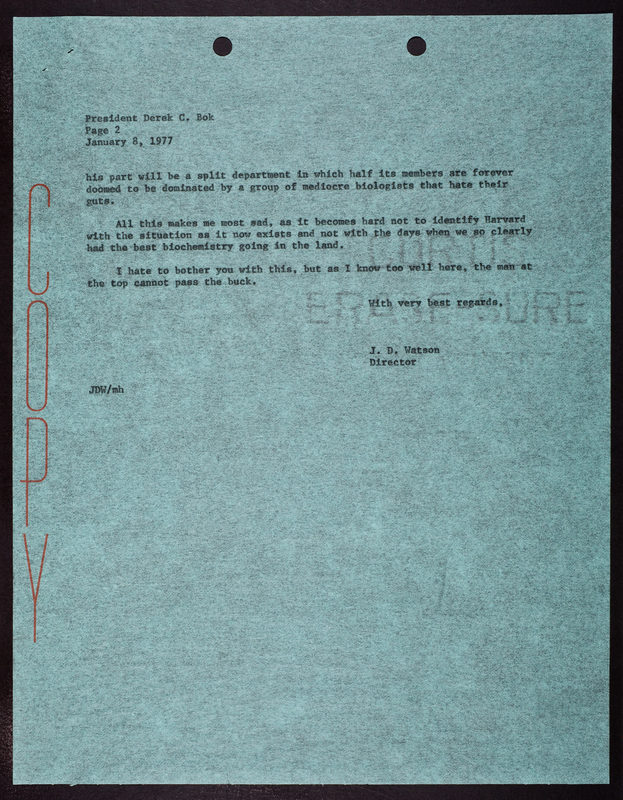 President Derek C. Bok
Page 2
January 8, 1977
his part will be a split department in which half its members are forever
doomed to be dominated by a group of mediocre biologists that hate their
guts.
All this makes me most sad, as it becomes hard not to identify Harvard
with the situation as it now exists and not with the days when we so clearly
had the best biochemistry going in the land.
I hate to bother you with this, but as I know too well here, the man at
the top cannot pass the buck.
With very best regards,
J. D. Watson
Director
JDW/mh
COPY